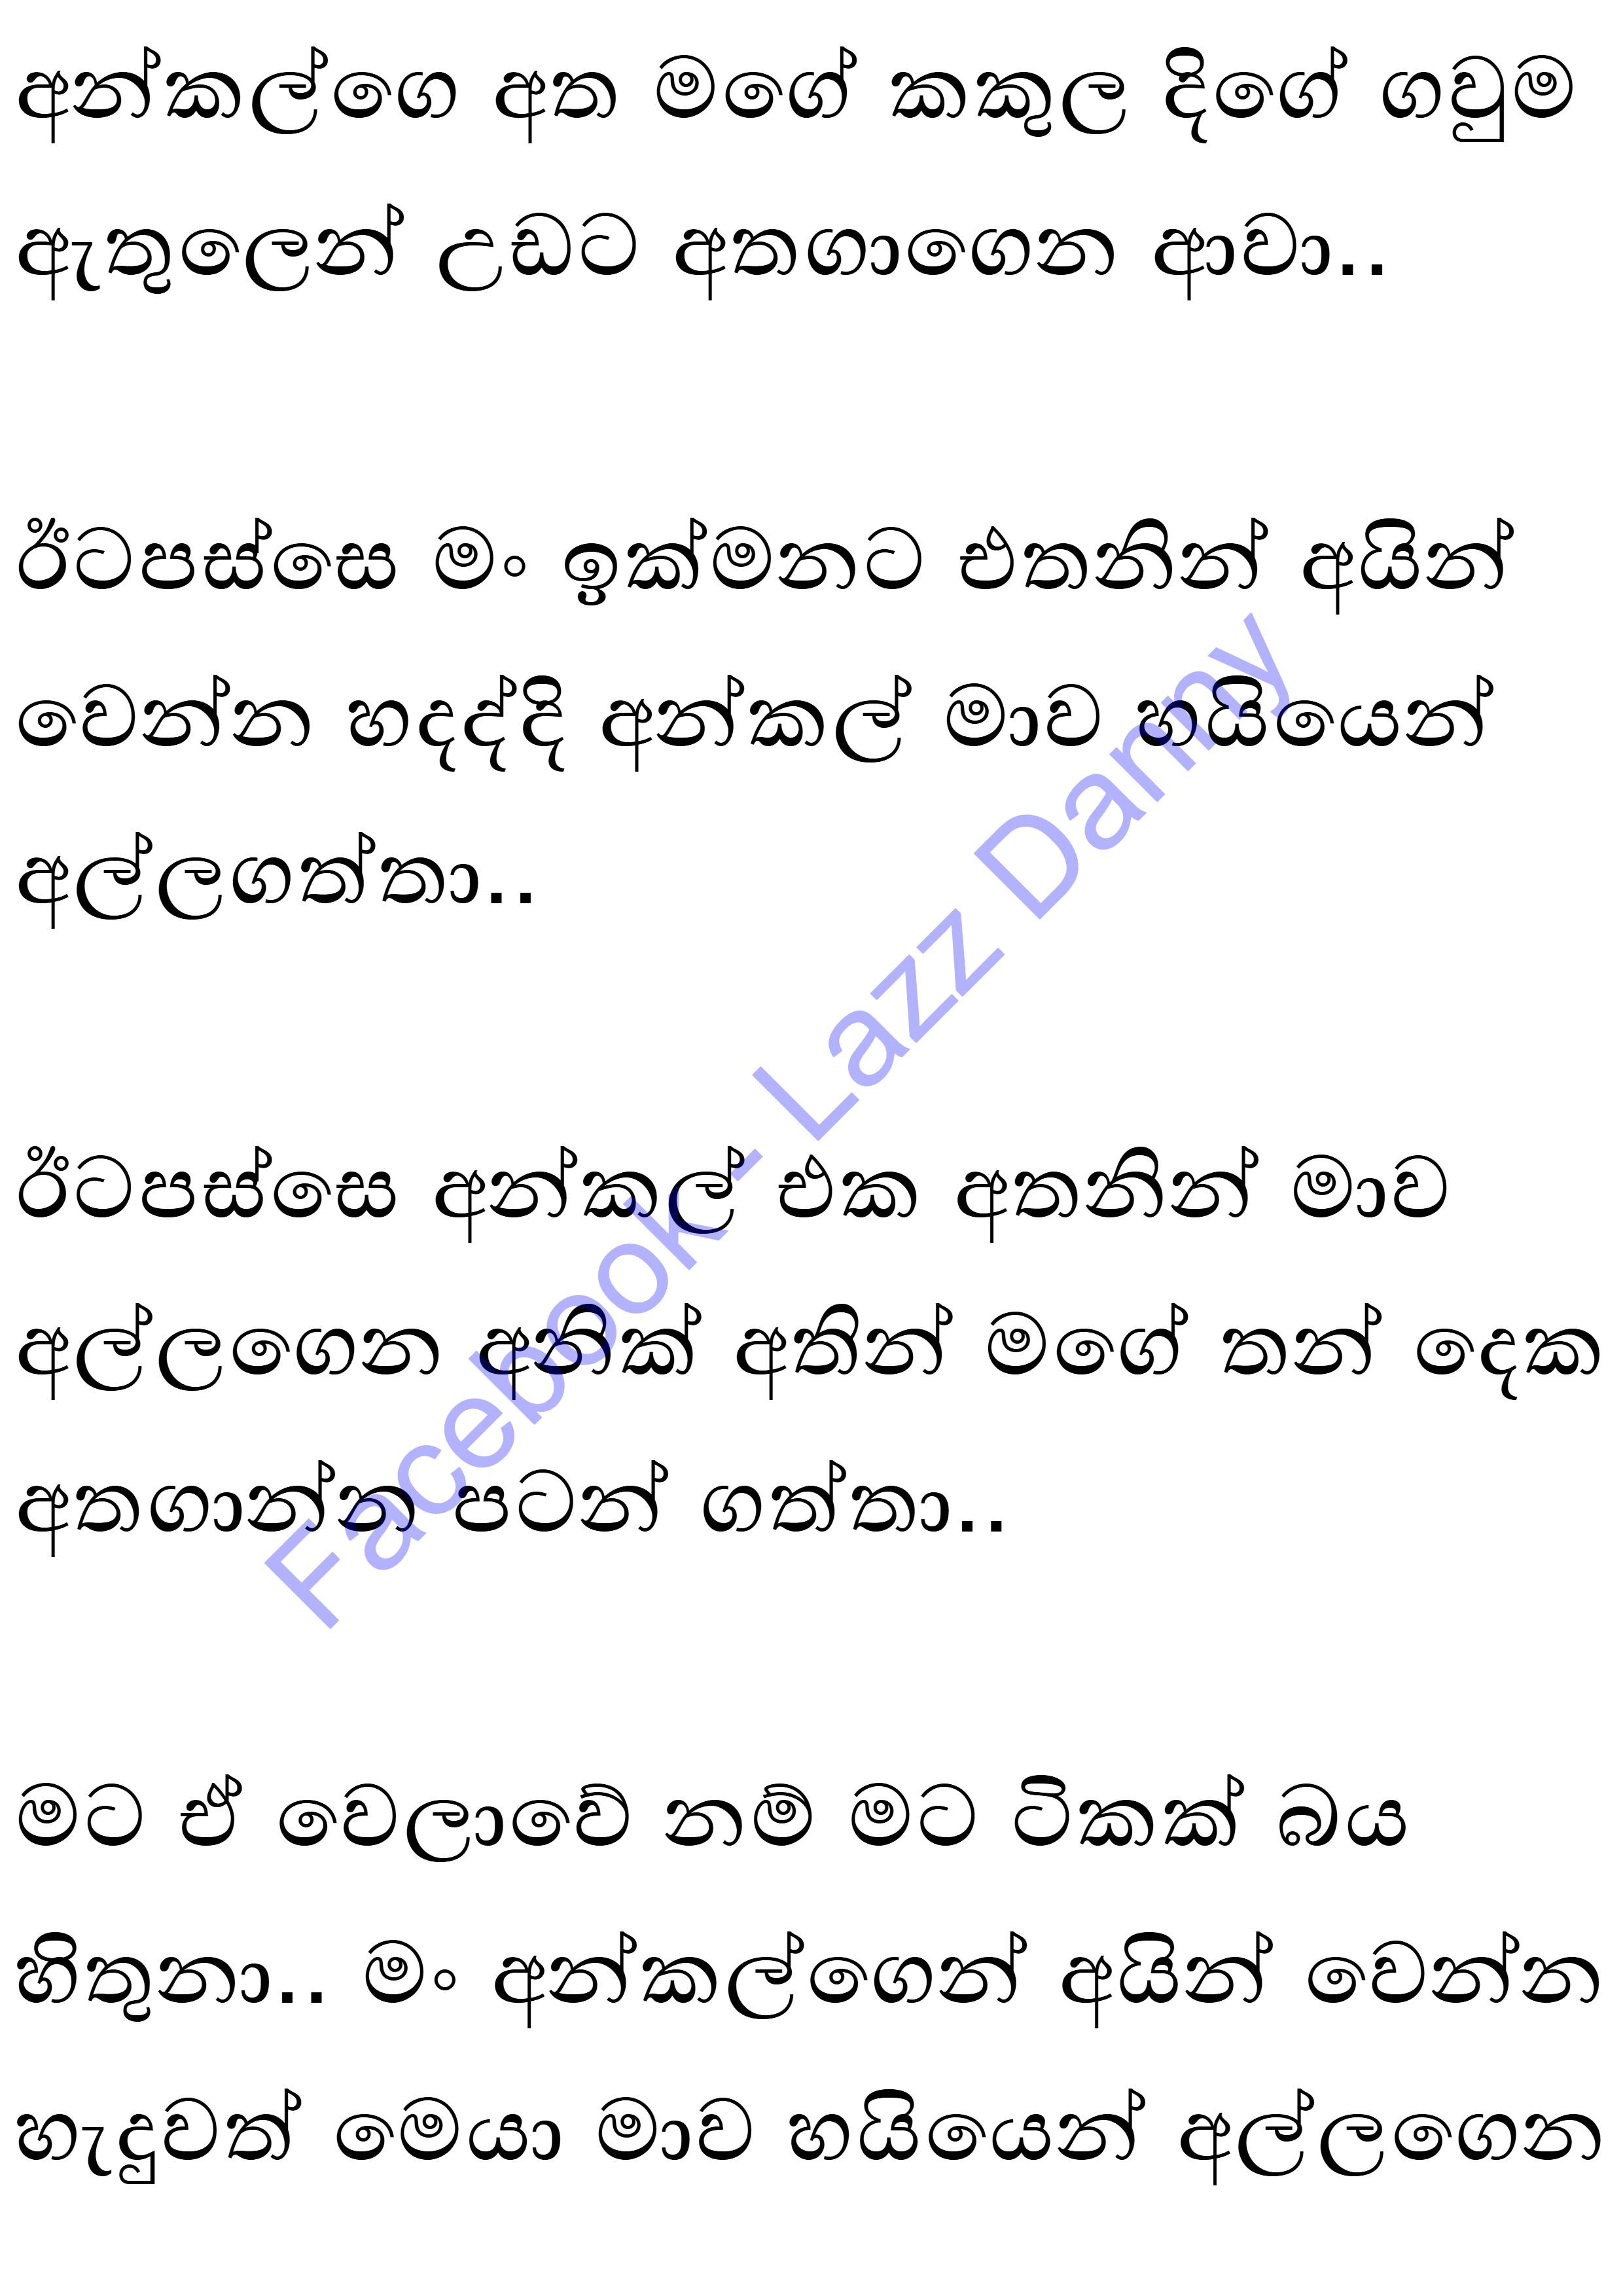 අන්කල්ගෙ අත මගේ කකුල දිගේ ගවුම
ඇතුලෙන් උඩට අතගාගෙන ආවා..
ඊටපස්සෙ මං ඉක්මනට එතනින් අයින්
වෙන්න හදද්දි අන්කල් මාව හයියෙන්
අල්ලගත්තා..
ඊටපස්සෙ අන්කල් එක අතනින් මාව
අල්ලගෙන අනික් අතින් මගේ තන් දෙක
අතගාන්න පටන් ගත්තා..
මට ඒ වෙලාවේ නම් මට ටිකක් බය
හිතුනා.. මං අන්කල්ගෙන් අයින් වෙන්න
හැදුවත් මෙයා මාව හයියෙන් අල්ලගෙන
Facebook- Lazz Danny